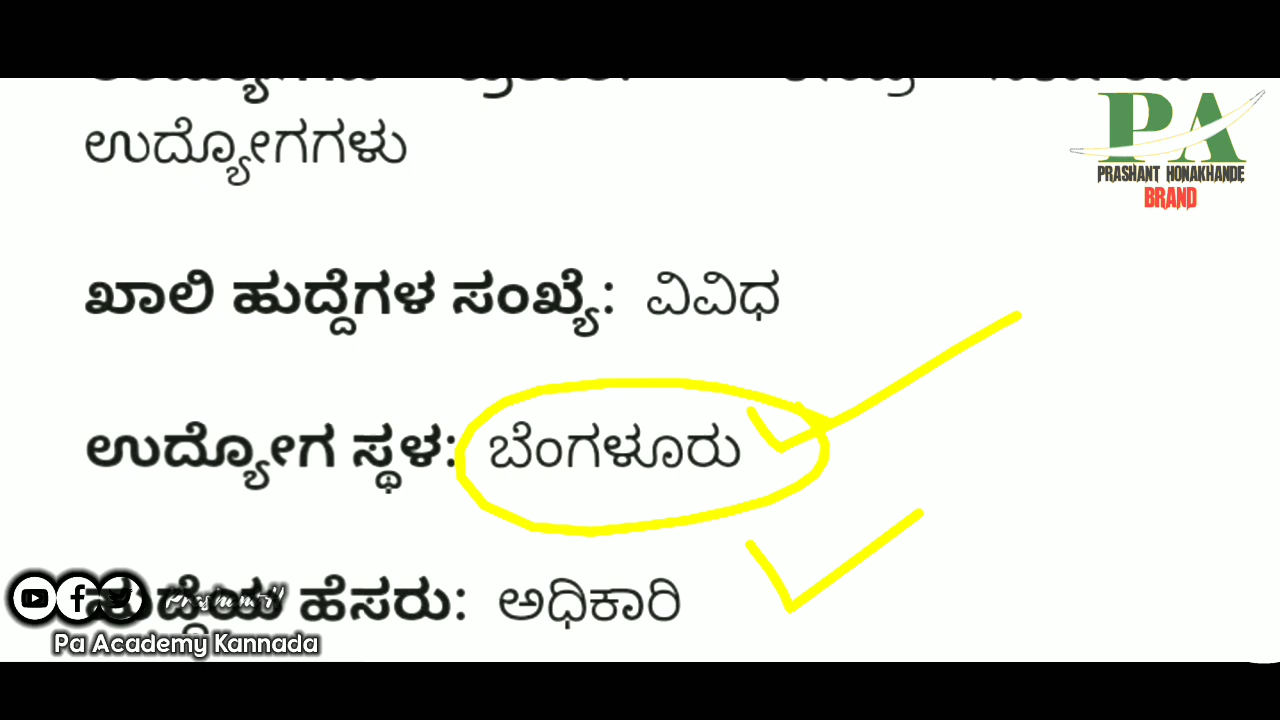 ಉದ್ಯೋಗಗಳು
PA
PRASHANT HONAKHANDE
BRAND
ಖಾಲಿ ಹುದ್ದೆಗಳ ಸಂಖ್ಯೆ: ವಿವಿಧ
ಉದ್ಯೋಗ ಸ್ಥಳ: ಬೆಂಗಳೂರು
ಹೆಸರು: ಅಧಿಕಾರಿ
Pa Academy Kannada